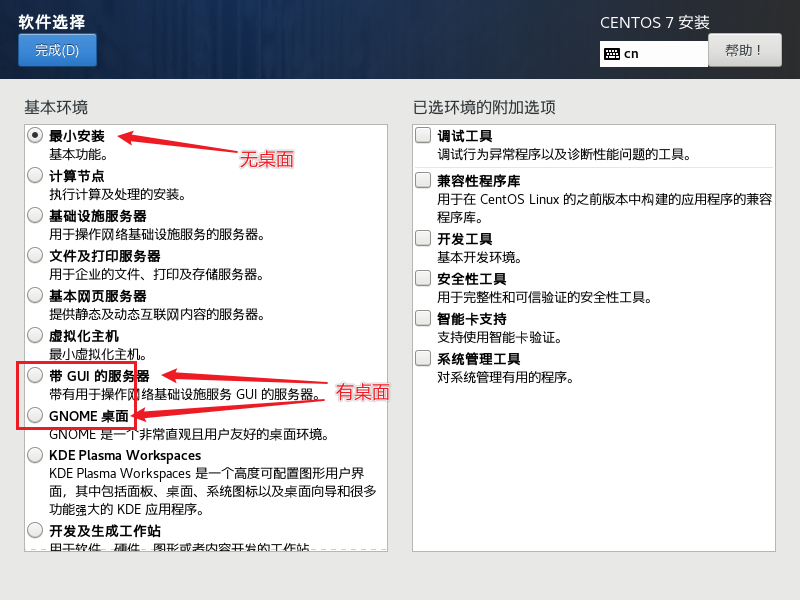 软件选择
完成(D)
CENTOS 7 安装
cn
帮助！
基本环境
最小安装
基本功能。
无桌面
计算节点
执行计算及处理的安装。
基础设施服务器
用于操作网络基础设施服务的服务器。
文件及打印服务器
用于企业的文件、打印及存储服务器。
基本网页服务器
提供静态及动态互联网内容的服务器。
虚拟化主机
最小虚拟化主机。
带 GUI 的服务器
带有用于操作网络基础设施服务 GUI 的服务器。
有桌面
GNOME 桌面
GNOME 是一个非常直观且用户友好的桌面环境。
KDE Plasma Workspaces
KDE Plasma Workspaces 是一个高度可配置图形用户界
面，其中包括面板、桌面、系统图标以及桌面向导和很多
功能强大的 KDE 应用程序。
开发及生成工作站
用于软件、硬件、图形或者内容开发的工作站
已选环境的附加选项
调试工具
调试行为异常程序以及诊断性能问题的工具。
兼容性程序库
用于在 CentOS Linux 的之前版本中构建的应用程序的兼容
程序库。
开发工具
基本开发环境。
安全性工具
用于完整性和可信验证的安全性工具。
智能卡支持
支持使用智能卡验证。
系统管理工具
对系统管理有用的程序。